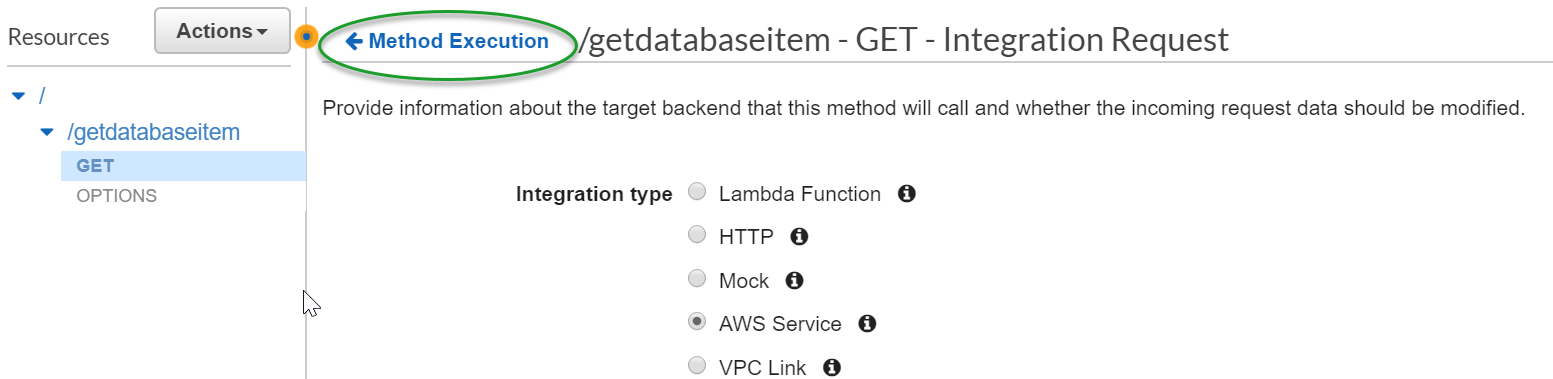 Resources
Actions
/
/getdatabaseitem
GET
OPTIONS
Method Execution /getdatabaseitem - GET - Integration Request
Provide information about the target backend that this method will call and whether the incoming request data should be modified.
Integration type Lambda Function
HTTP
Mock
AWS Service
VPC Link